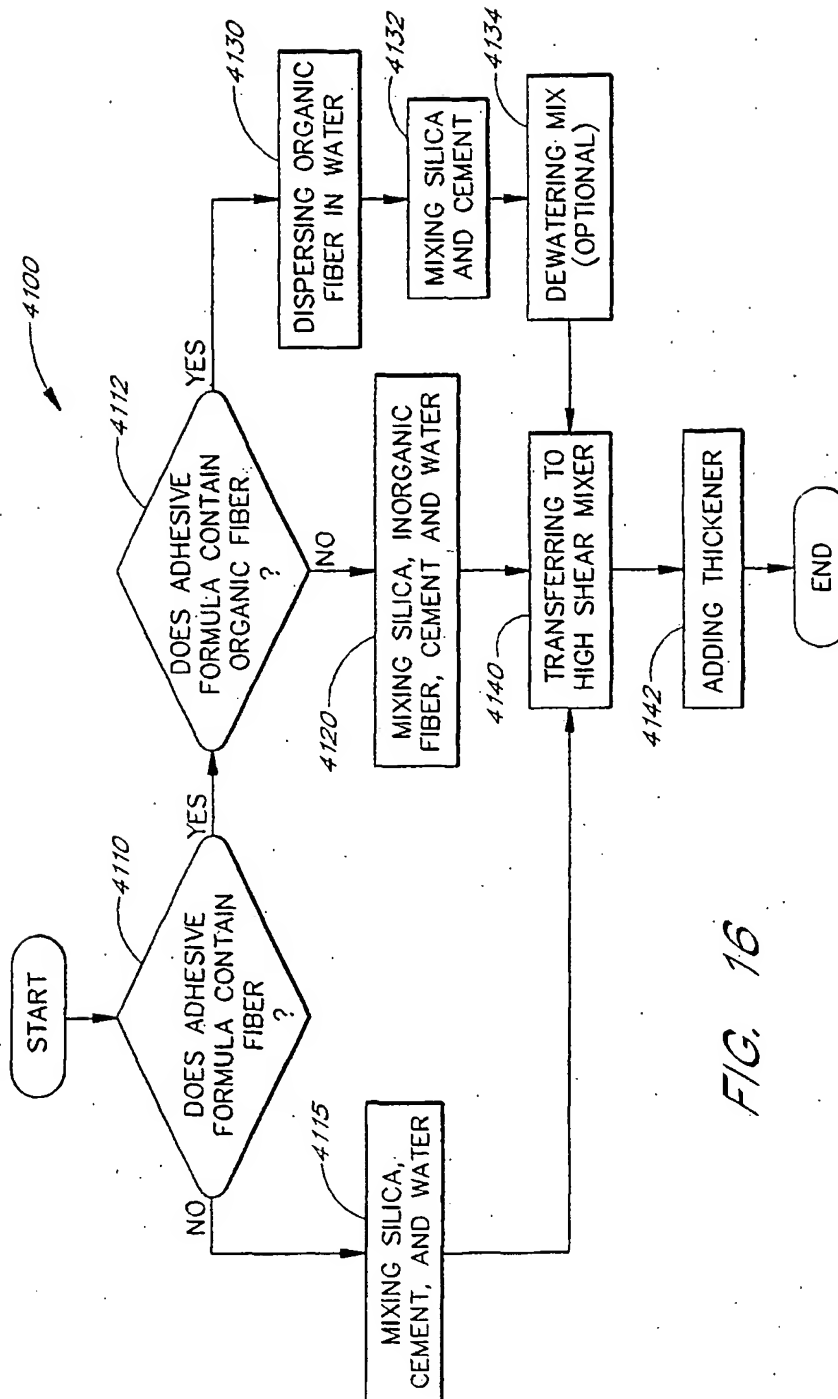 START
4100
4110
DOES ADHESIVE
FORMULA CONTAIN
FIBER
?
YES
NO
4112
DOES ADHESIVE
FORMULA CONTAIN
ORGANIC FIBER
?
YES
NO
4115
MIXING SILICA,
CEMENT, AND WATER
4120
MIXING SILICA, INORGANIC
FIBER, CEMENT AND WATER
4130
DISPERSING ORGANIC
FIBER IN WATER
4132
MIXING SILICA
AND CEMENT
4134
DEWATERING MIX
(OPTIONAL)
4140
TRANSFERRING TO
HIGH SHEAR MIXER
4142
ADDING THICKENER
END
FIG. 16